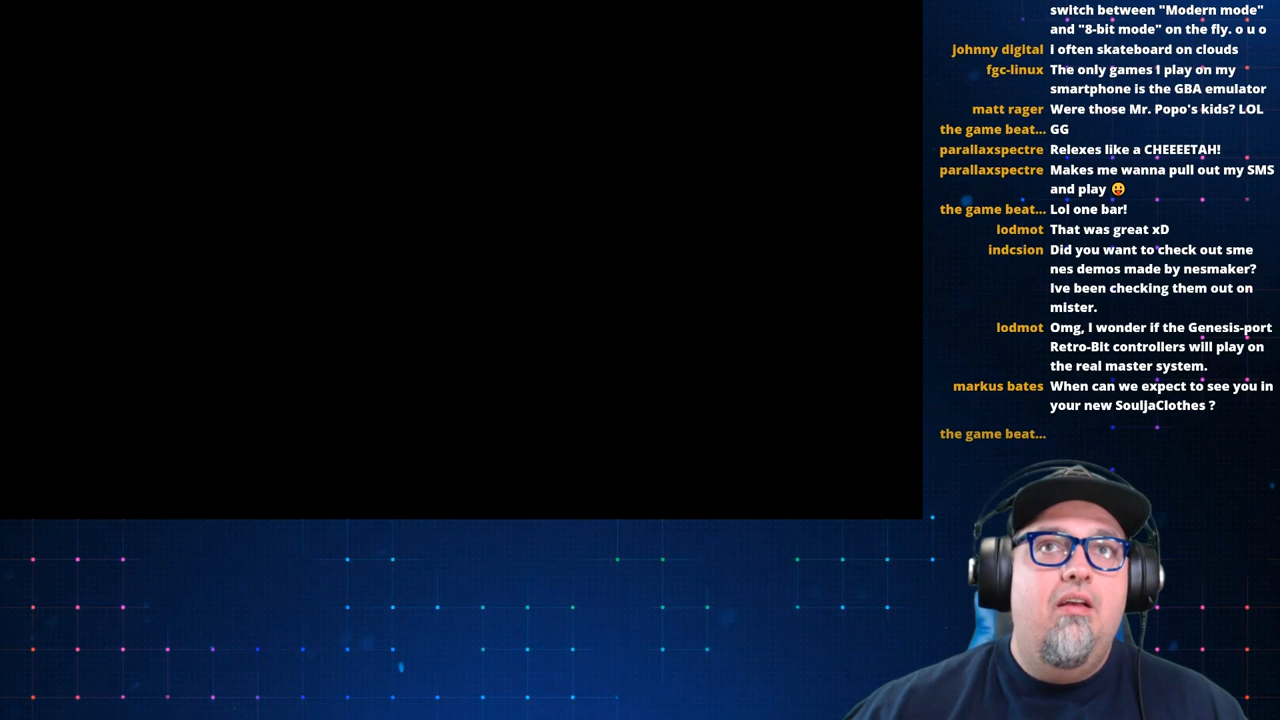 switch between "Modern mode"
and "8-bit mode" on the fly. o u o
Johnny digital I often skateboard on clouds
fgc-linux The only games I play on my
smartphone is the GBA emulator
matt rager Were those Mr. Popo's kids? LOL
the game beat... GG
parallaxspectre Relexes like a CHEEEETAH!
parallaxspectre Makes me wanna pull out my SMS
and play 😛
the game beat... Lol one bar!
lodmot That was great xD
indcsion Did you want to check out sme
nes demos made by nesmaker?
Ive been checking them out on
mister.
lodmot Omg, I wonder if the Genesis-port
Retro-Bit controllers will play on
the real master system.
markus bates When can we expect to see you in
your new SouljaClothes ?
the game beat...